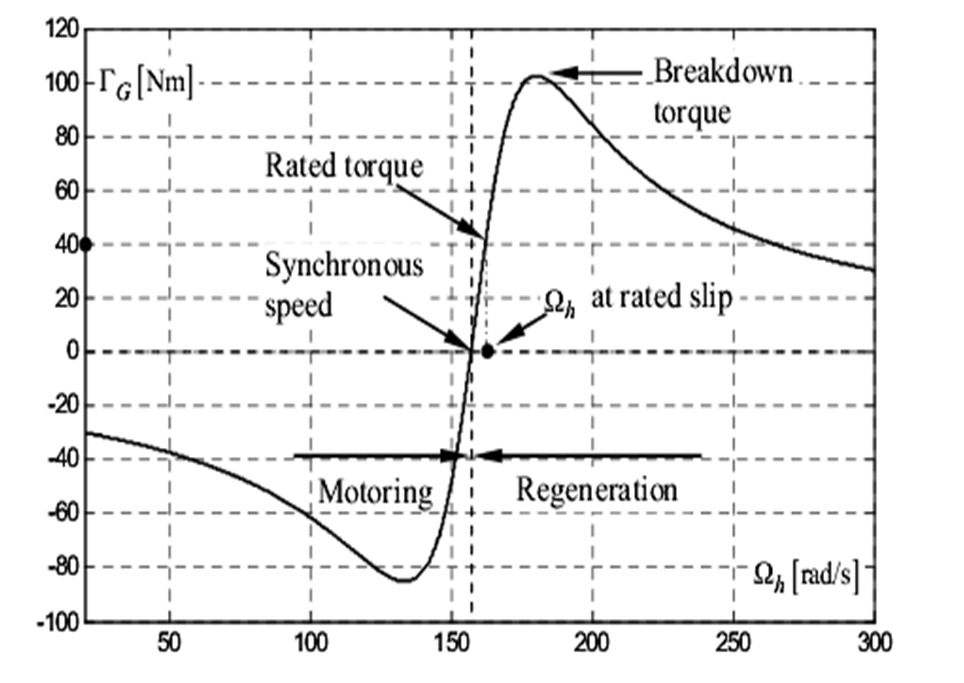 120
Γ_G [Nm]
100
Breakdown
torque
80
Rated torque
60
40
Synchronous
speed
20
Ω_h at rated slip
0
-20
-40
Motoring
Regeneration
-60
-80
Ω_h [rad/s]
-100
50 100 150 200 250 300